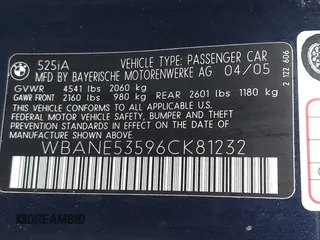 BMW
525iA VEHICLE TYPE: PASSENGER CAR
MFD BY BAYERISCHE MOTORENWERKE AG 04/05
GVWR 4541 lbs 2060 kg
GAWR FRONT 2160 lbs 980 kg REAR 2601 lbs 1180 kg
THIS VEHICLE CONFORMS TO ALL APPLICABLE
FEDERAL MOTOR VEHICLE SAFETY, BUMPER AND THEFT
PREVENTION STANDARDS IN EFFECT ON THE DATE OF
MANUFACTURE SHOWN ABOVE.
WBANE53596CK81232
2 122 606
DREAMBID